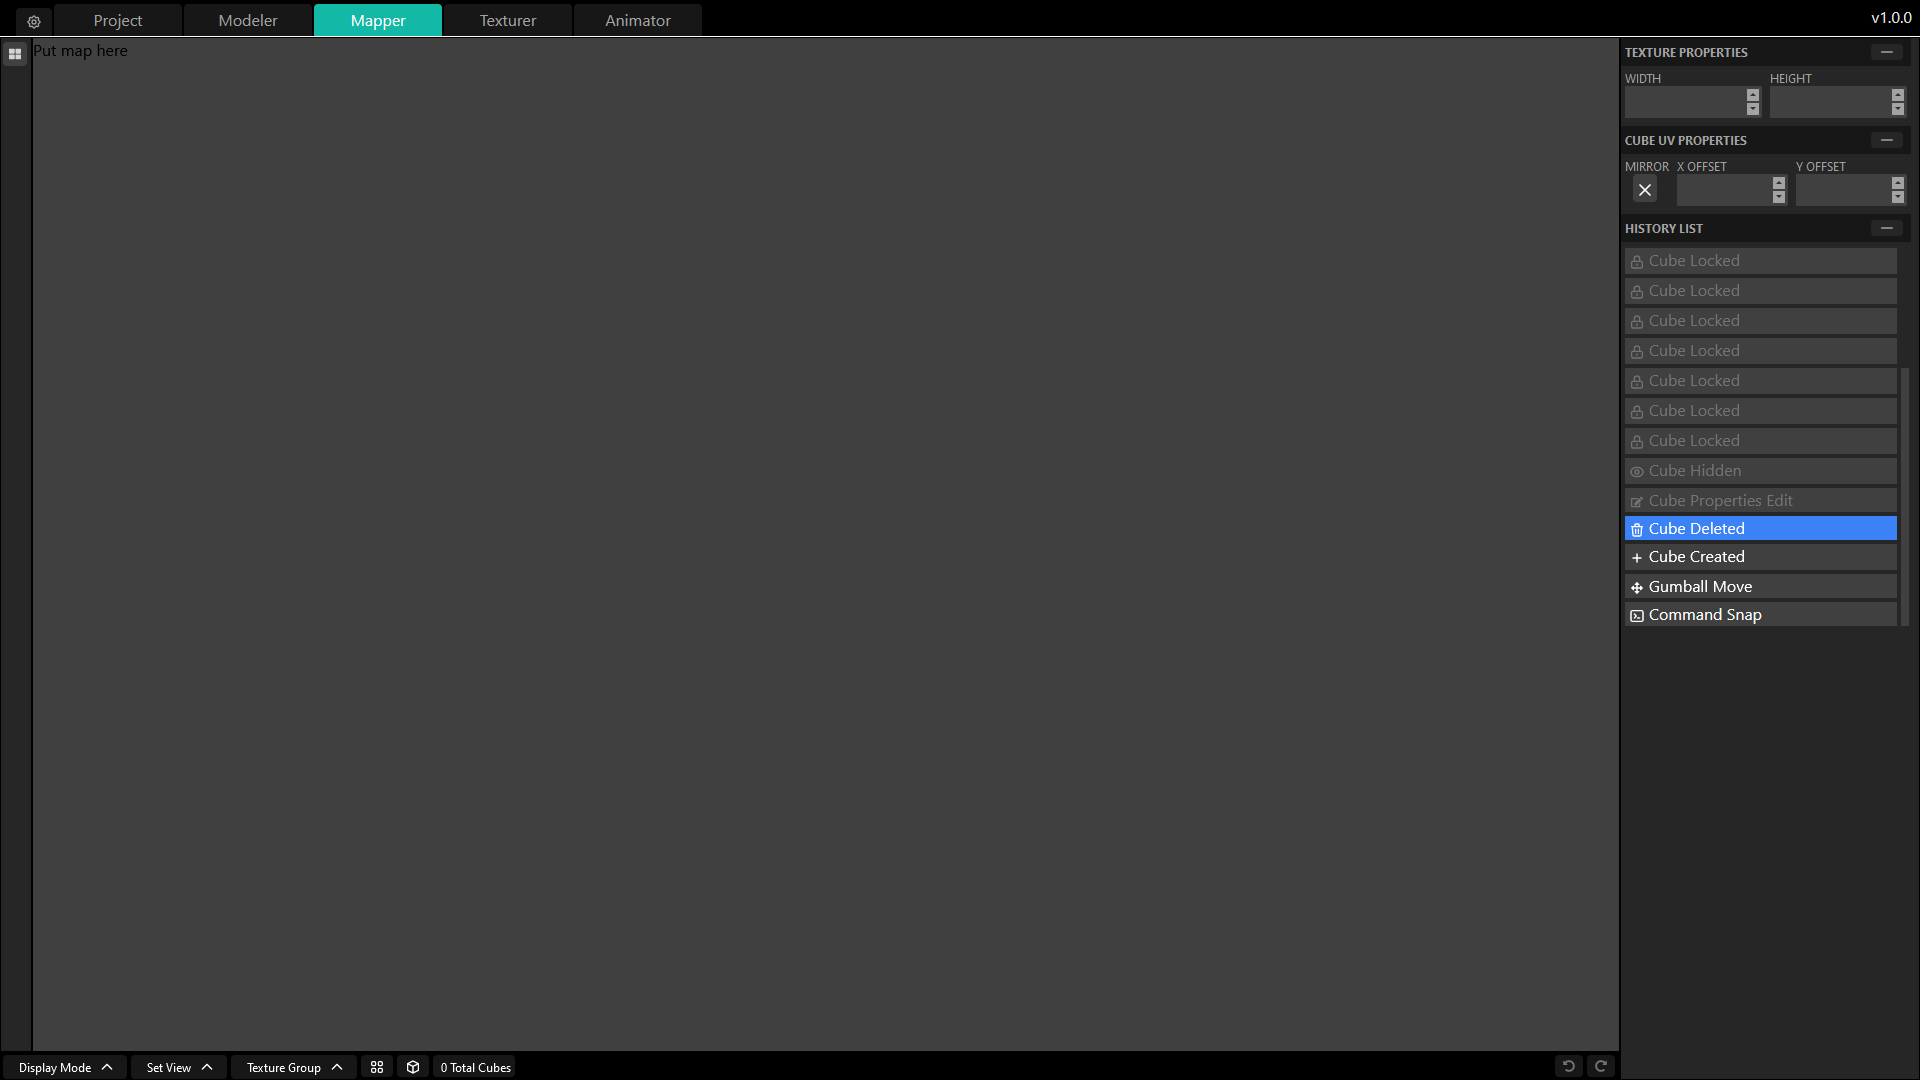 Project Modeler Mapper Texturer Animator v1.0.0
Put map here
TEXTURE PROPERTIES
WIDTH HEIGHT
CUBE UV PROPERTIES
MIRROR X OFFSET Y OFFSET
HISTORY LIST
Cube Locked
Cube Locked
Cube Locked
Cube Locked
Cube Locked
Cube Locked
Cube Locked
Cube Hidden
Cube Properties Edit
Cube Deleted
Cube Created
Gumball Move
Command Snap
Display Mode Set View Texture Group 0 Total Cubes